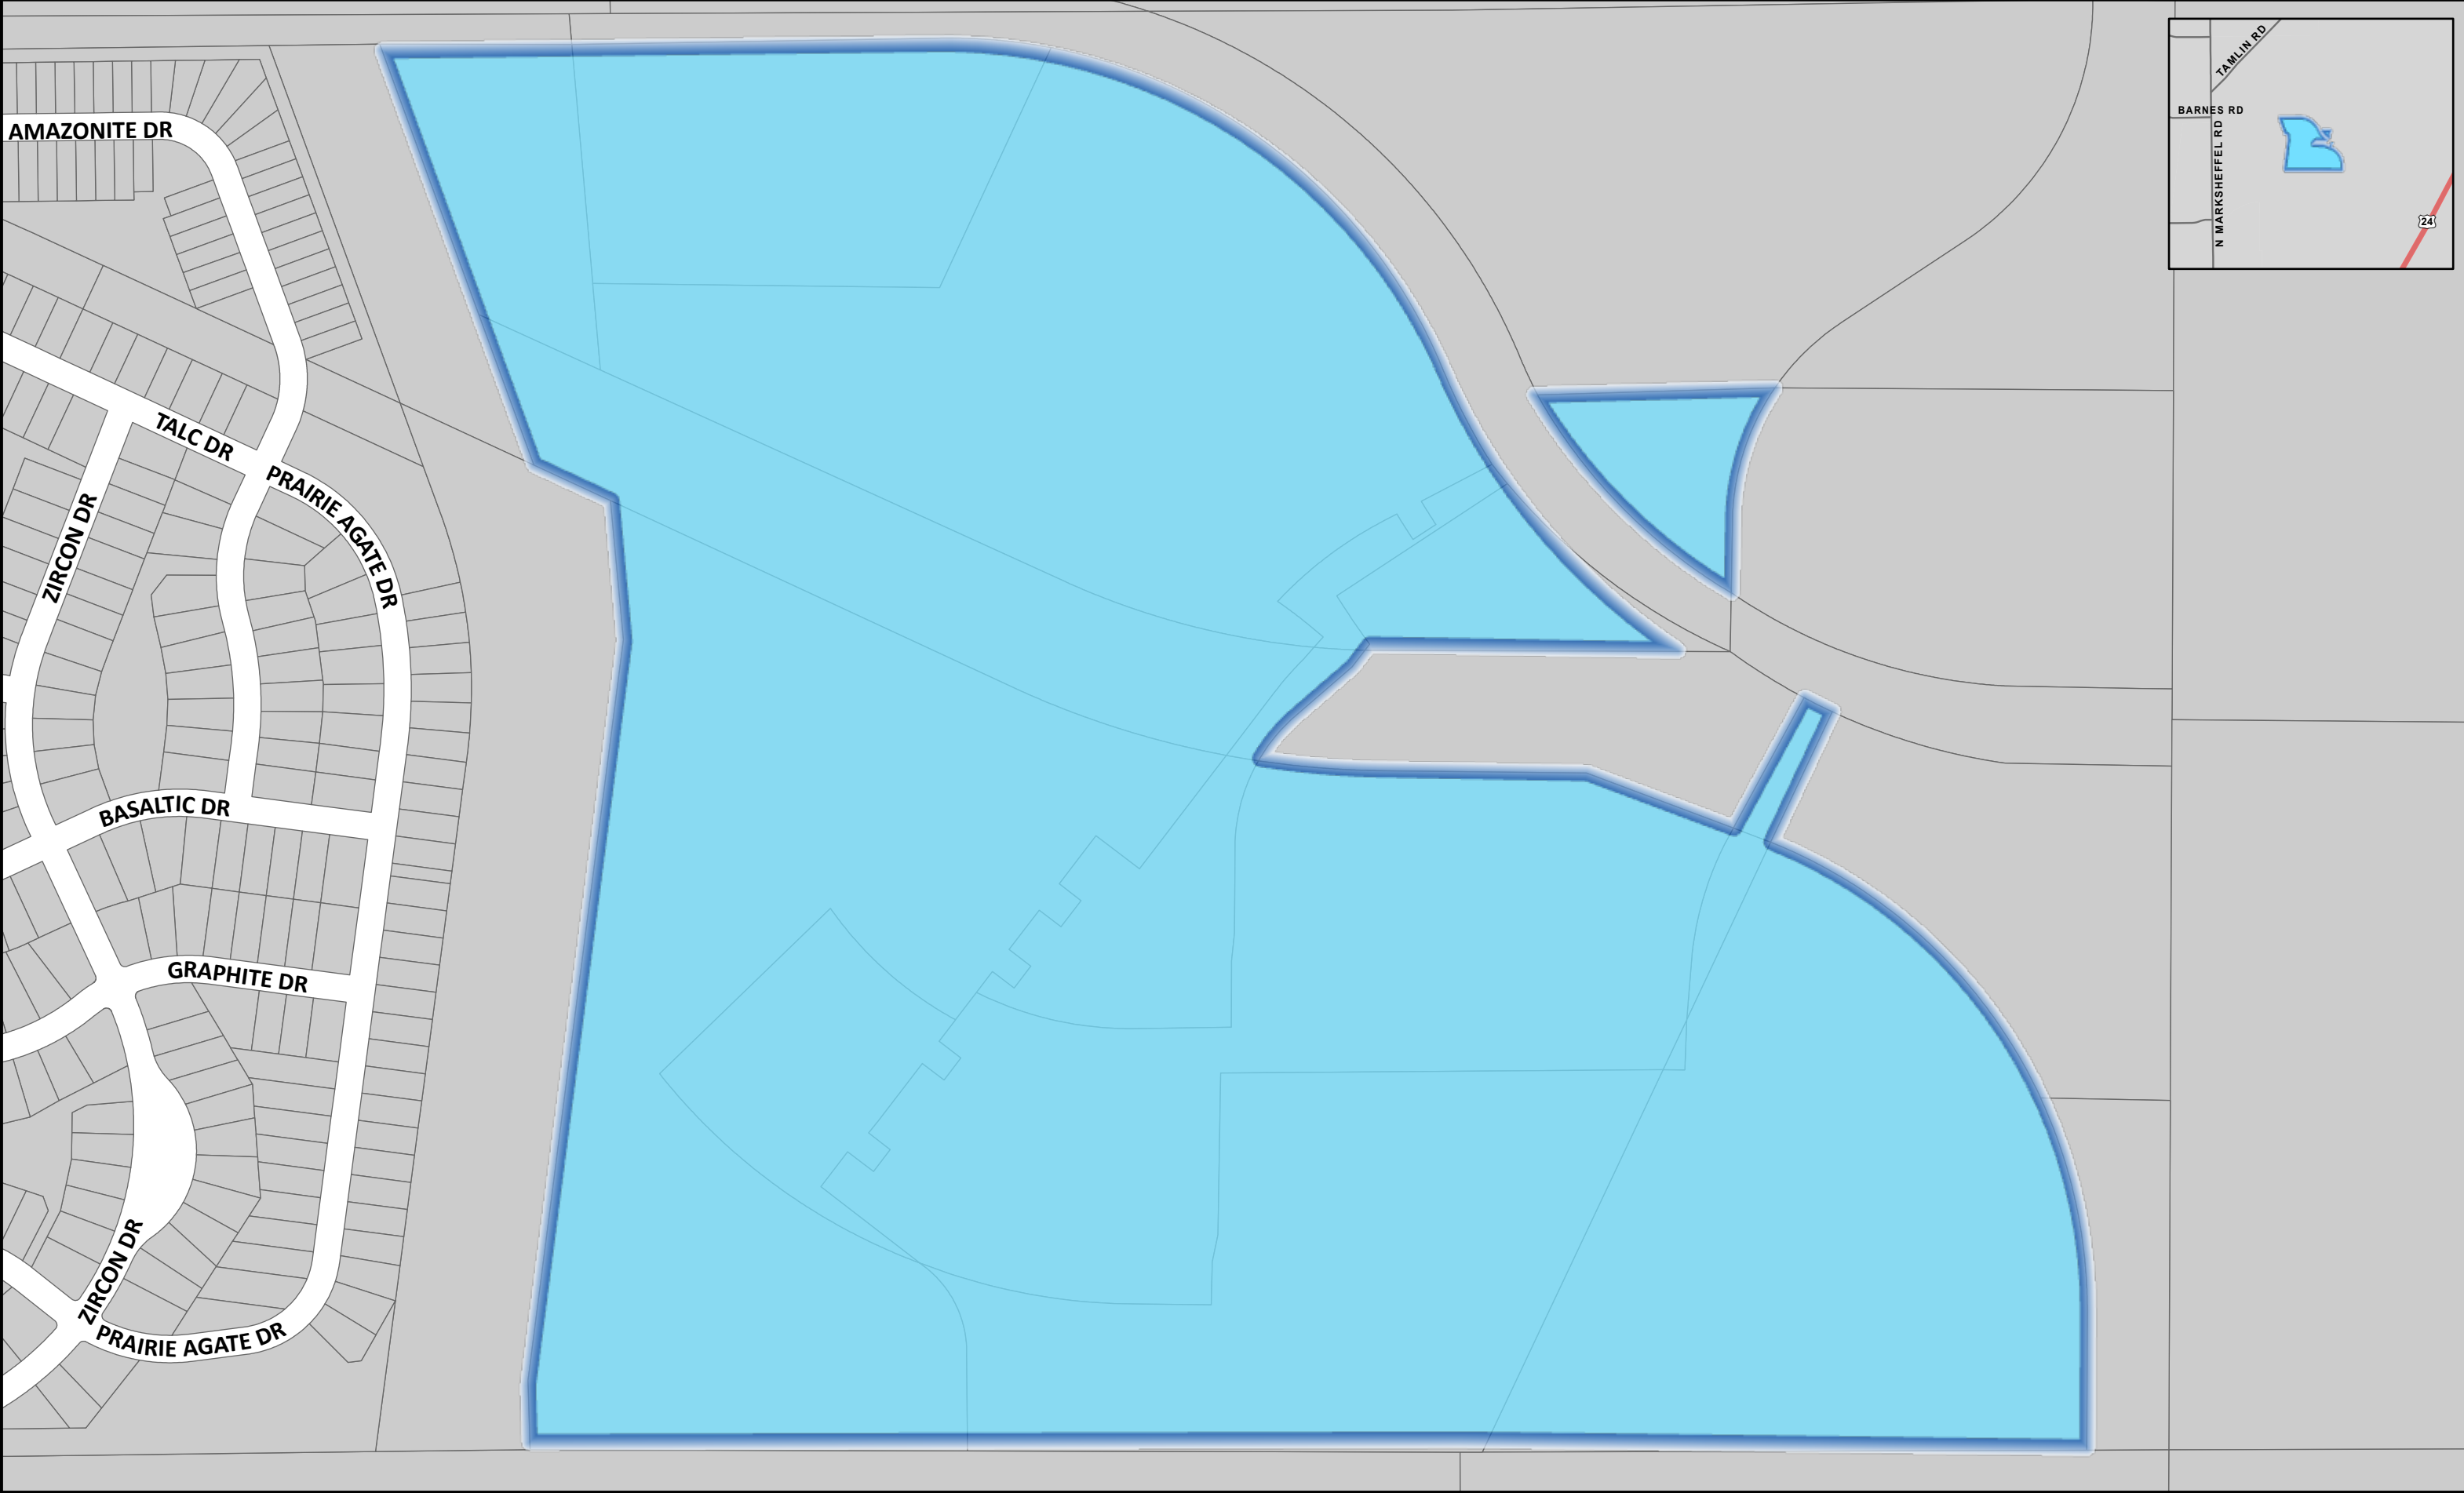 AMAZONITE DR
TALC DR
PRAIRIE AGATE DR
ZIRCON DR
BASALTIC DR
GRAPHITE DR
ZIRCON DR
PRAIRIE AGATE DR
TAMLIN RD
BARNES RD
N MARKSHEFFEL RD
24